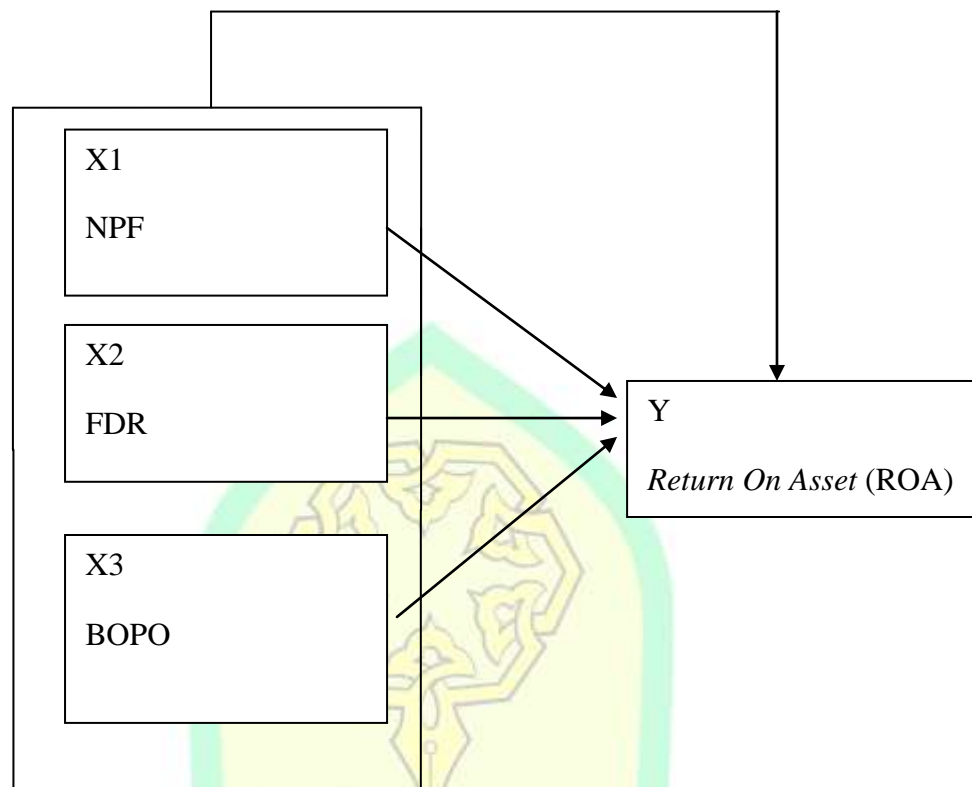 X1
NPF
X2
FDR
X3
BOPO
Y
Return On Asset (ROA)